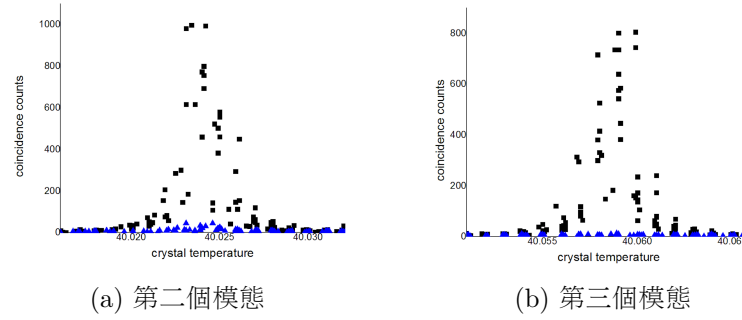 1000
800
600
400
200
0
coincidence counts
40.020
40.025
40.030
crystal temperature
(a) 第二個模態
800
600
400
200
0
coincidence counts
40.055
40.060
40.06
crystal temperature
(b) 第三個模態